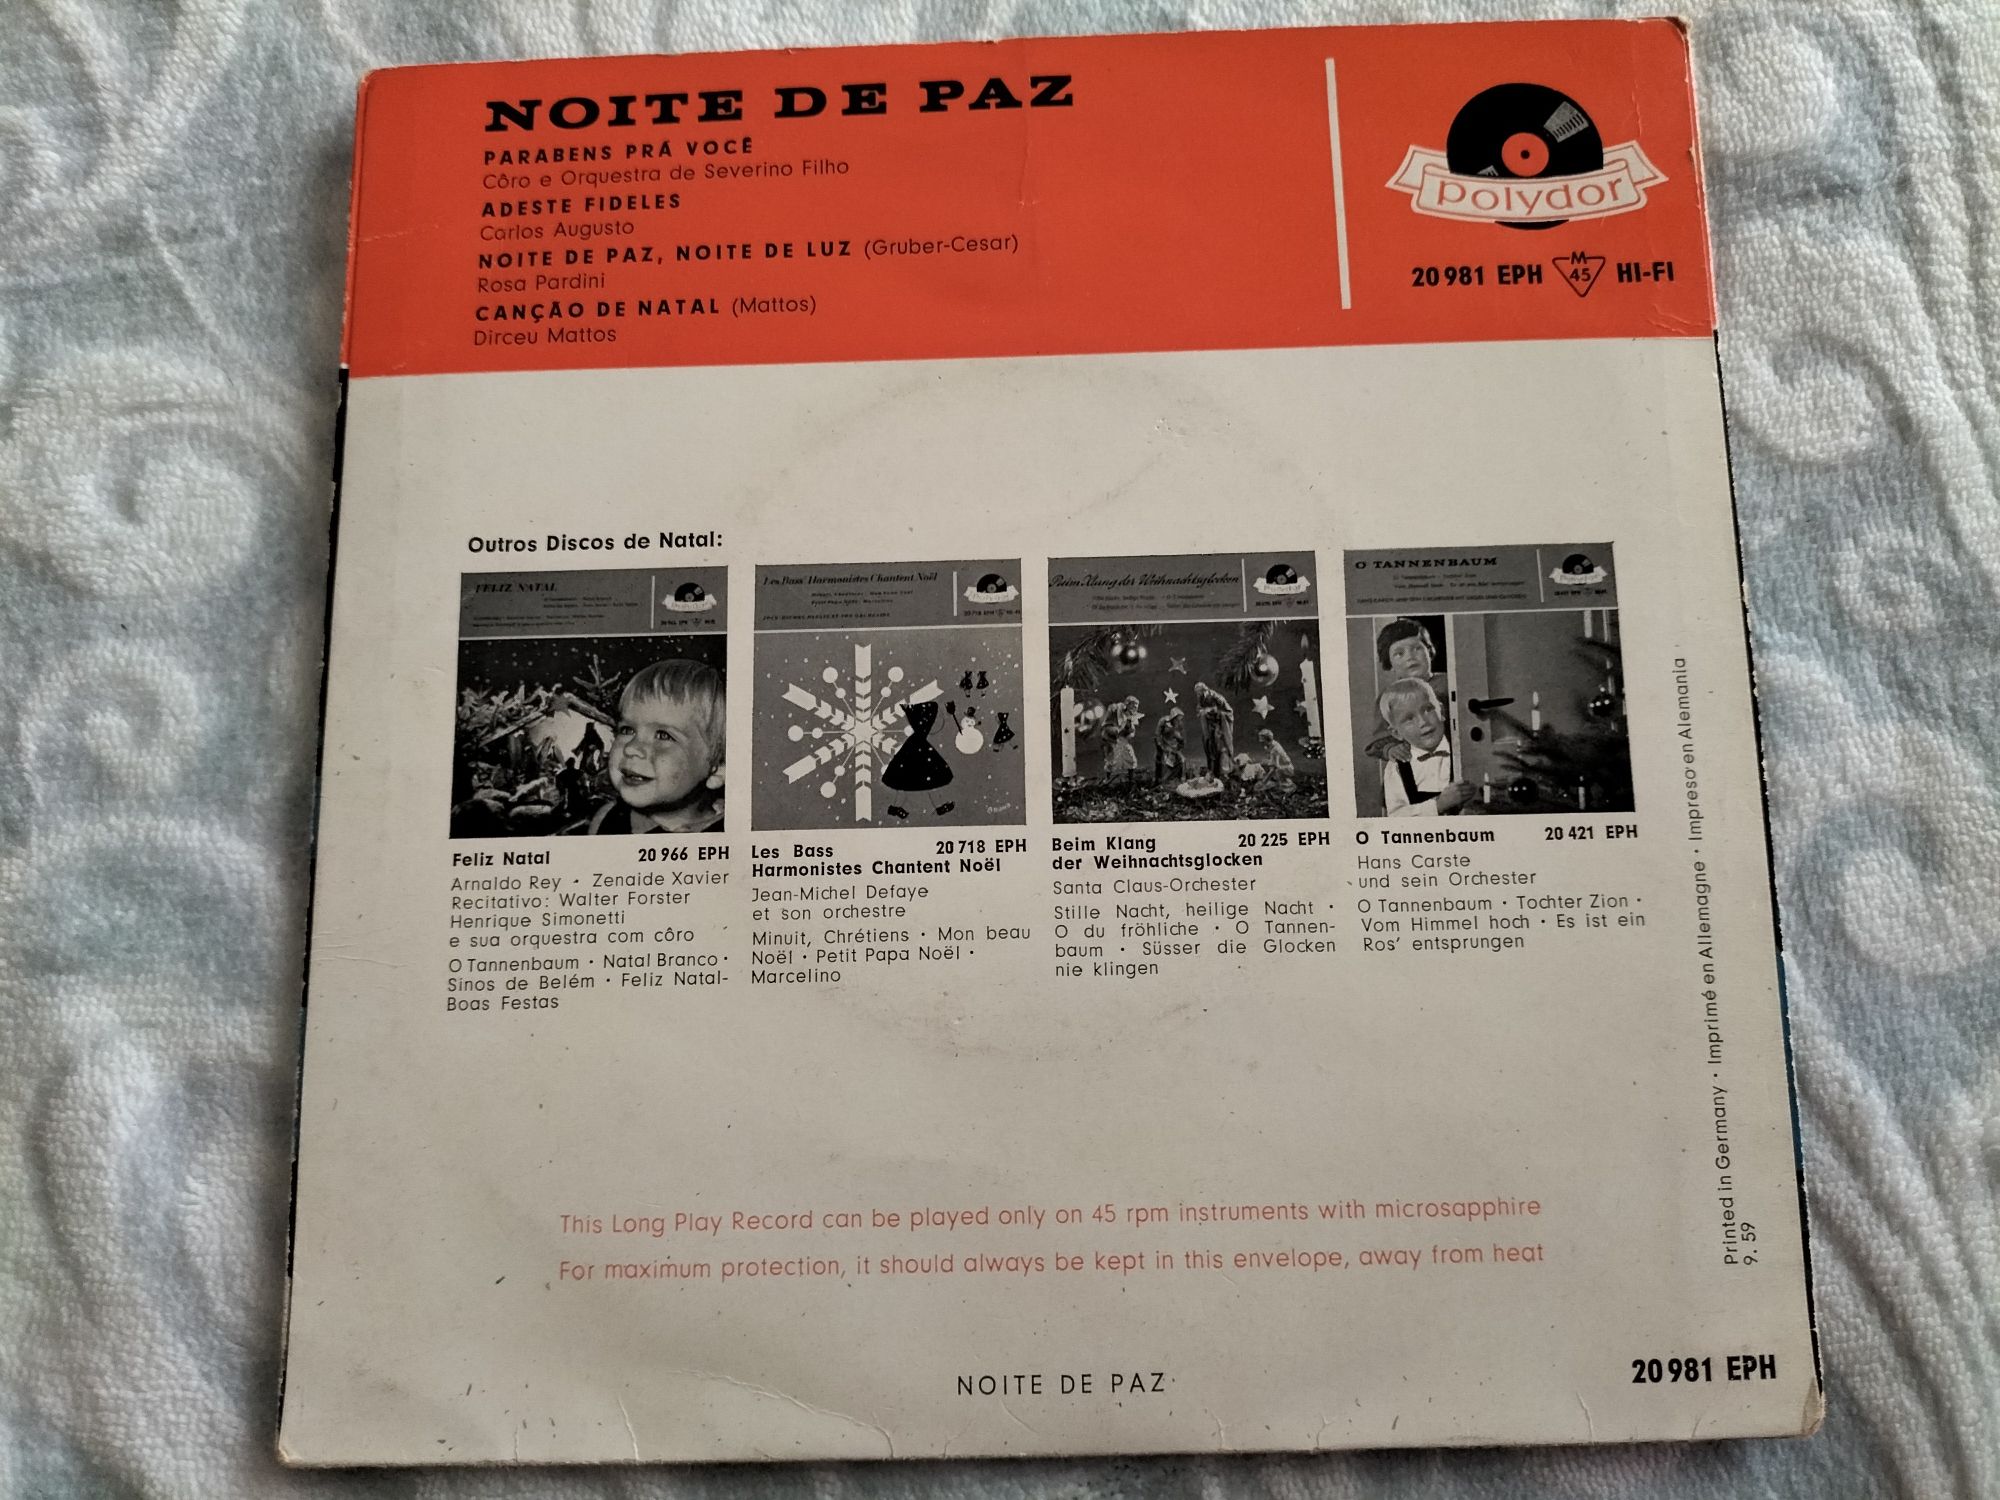 NOITE DE PAZ
PARABENS PRÁ VOCÊ
Côro e Orquestra de Severino Filho
ADESTE FIDELES
Carlos Augusto
NOITE DE PAZ, NOITE DE LUZ (Gruber-Cesar)
Rosa Pardini
CANÇÃO DE NATAL (Mattos)
Dirceu Mattos
polydor
20 981 EPH M 45 HI-FI
Outros Discos de Natal:
FELIZ NATAL
Polydor
Les Bass Harmonistes Chantent Noël
Polydor
20 718 EPH
Beim Klang der Weihnachtsglocken
Polydor
O TANNENBAUM
Polydor
Feliz Natal 20 966 EPH
Arnaldo Rey · Zenaide Xavier
Recitativo: Walter Forster
Henrique Simonetti
e sua orquestra com côro
O Tannenbaum · Natal Branco ·
Sinos de Belém · Feliz Natal-
Boas Festas
Les Bass 20 718 EPH
Harmonistes Chantent Noël
Jean-Michel Defaye
et son orchestre
Minuit, Chrétiens · Mon beau
Noël · Petit Papa Noël ·
Marcelino
Beim Klang 20 225 EPH
der Weihnachtsglocken
Santa Claus-Orchester
Stille Nacht, heilige Nacht ·
O du fröhliche · O Tannen-
baum · Süsser die Glocken
nie klingen
O Tannenbaum 20 421 EPH
Hans Carste
und sein Orchester
O Tannenbaum · Tochter Zion ·
Vom Himmel hoch · Es ist ein
Ros' entsprungen
Printed in Germany · Imprimé en Allemagne · Impreso en Alemania
9. 59
This Long Play Record can be played only on 45 rpm instruments with microsapphire
For maximum protection, it should always be kept in this envelope, away from heat
NOITE DE PAZ
20 981 EPH